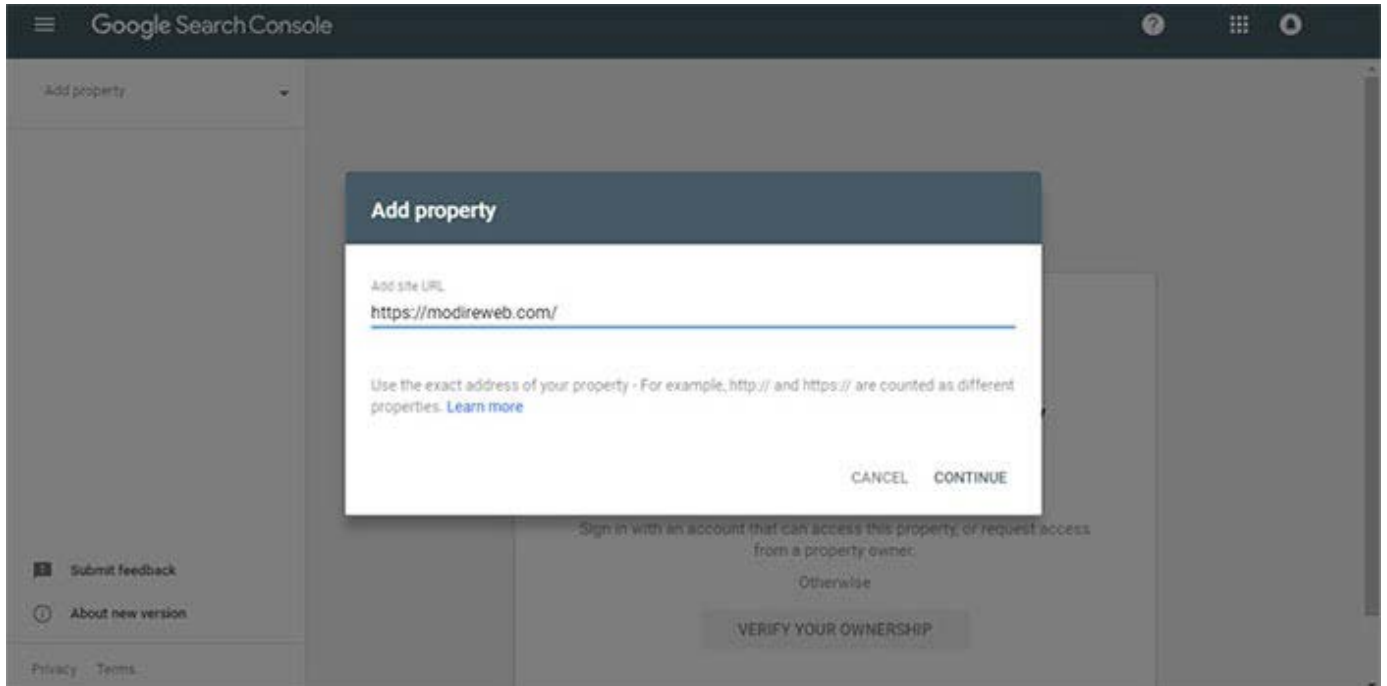 Google Search Console
Add property
Add property
Add site URL
https://modireweb.com/
Use the exact address of your property - For example, http:// and https:// are counted as different
properties. Learn more
CANCEL CONTINUE
Sign in with an account that can access this property, or request access
from a property owner.
Otherwise
VERIFY YOUR OWNERSHIP
Submit feedback
About new version
Privacy Terms